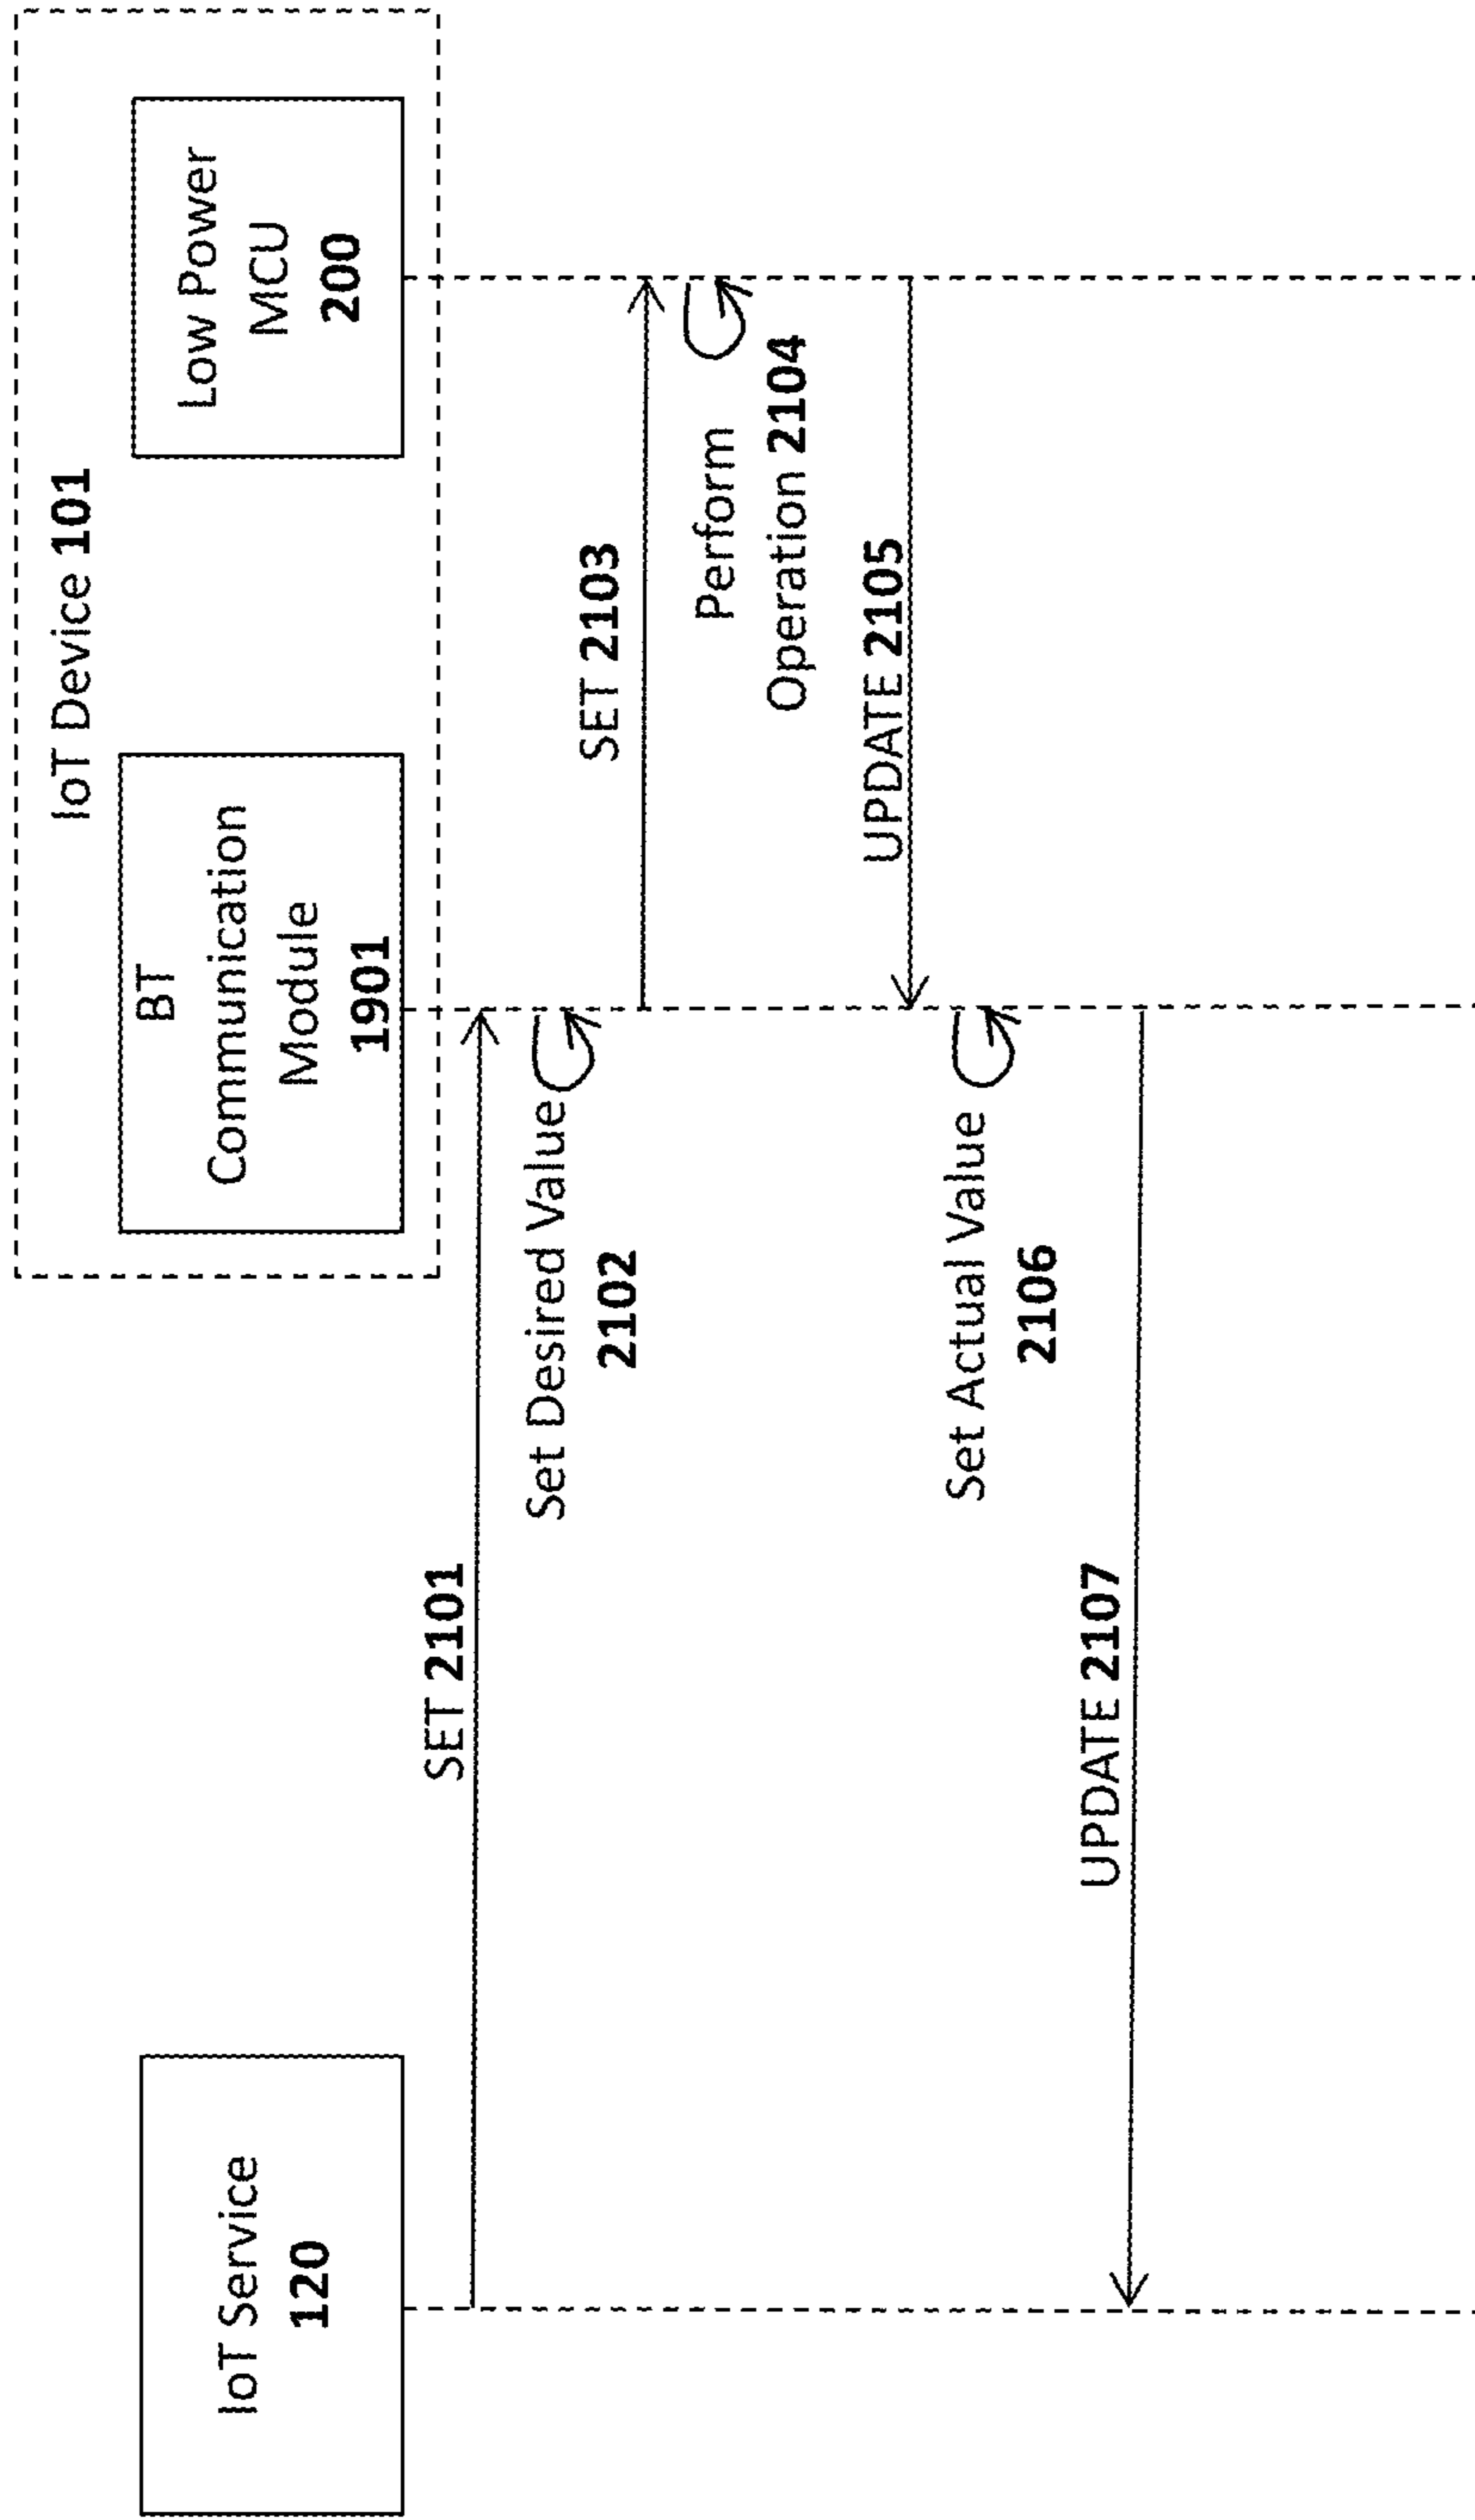 IoT Device 101
IoT Service
120
BT
Communication
Module
1901
Low Power
MCU
200
SET 2101
Set Desired Value
2102
SET 2103
Perform
Operation 2104
UPDATE 2105
Set Actual Value
2106
UPDATE 2107